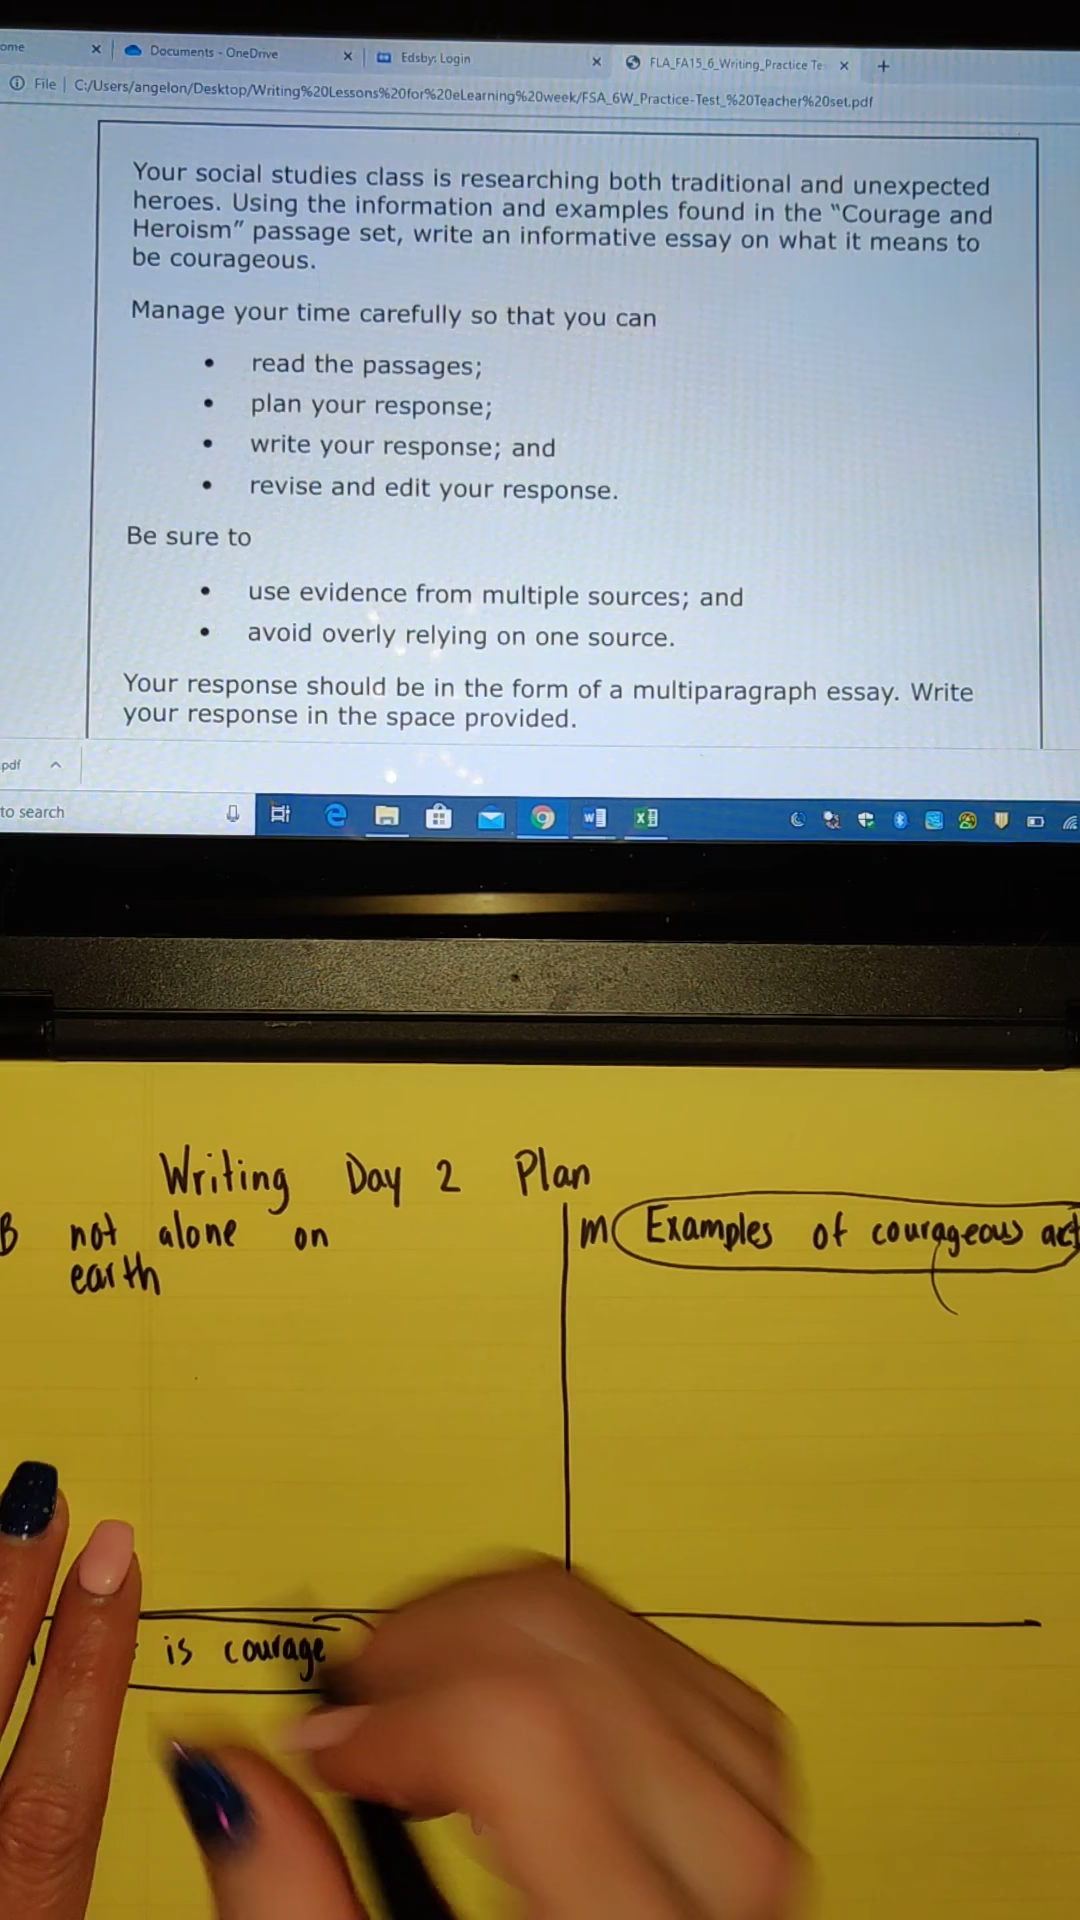 ome
Documents - OneDrive
Edsby: Login
FLA_FA15_6_Writing_Practice Te
File | C:/Users/angelon/Desktop/Writing%20Lessons%20for%20eLearning%20week/FSA_6W_Practice-Test_%20Teacher%20set.pdf
Your social studies class is researching both traditional and unexpected
heroes. Using the information and examples found in the “Courage and
Heroism” passage set, write an informative essay on what it means to
be courageous.
Manage your time carefully so that you can
• read the passages;
• plan your response;
• write your response; and
• revise and edit your response.
Be sure to
• use evidence from multiple sources; and
• avoid overly relying on one source.
Your response should be in the form of a multiparagraph essay. Write
your response in the space provided.
pdf
to search
Writing Day 2 Plan
B not alone on
earth
M Examples of courageous act
is courage